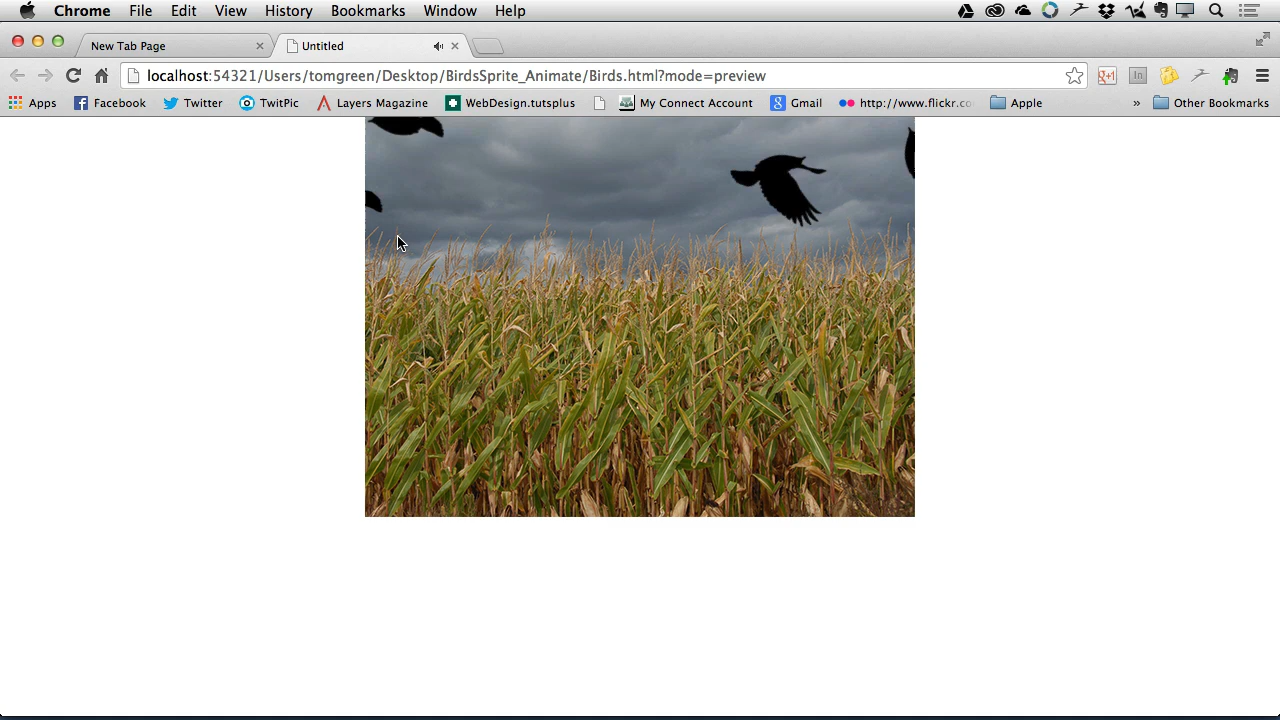 Chrome File Edit View History Bookmarks Window Help
New Tab Page
Untitled
localhost:54321/Users/tomgreen/Desktop/BirdsSprite_Animate/Birds.html?mode=preview
Apps Facebook Twitter TwitPic Layers Magazine WebDesign.tutsplus My Connect Account Gmail http://www.flickr.co Apple » Other Bookmarks